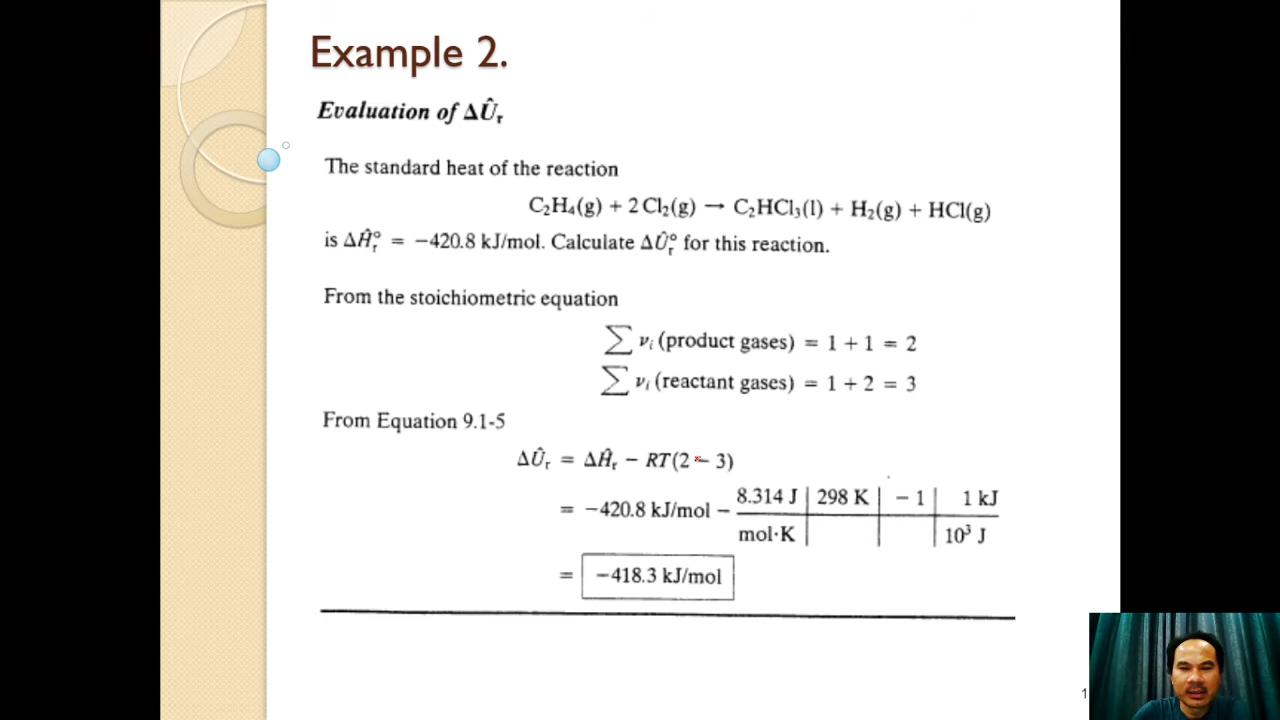 Example 2.
Evaluation of ΔÛr
The standard heat of the reaction
C₂H₄(g) + 2 Cl₂(g) → C₂HCl₃(l) + H₂(g) + HCl(g)
is ΔĤr° = −420.8 kJ/mol. Calculate ΔÛr° for this reaction.
From the stoichiometric equation
∑ νi (product gases) = 1 + 1 = 2
∑ νi (reactant gases) = 1 + 2 = 3
From Equation 9.1-5
ΔÛr = ΔĤr − RT(2 − 3)
= −420.8 kJ/mol − 8.314 J | 298 K | −1 | 1 kJ
mol·K | | | 10³ J
= −418.3 kJ/mol
1